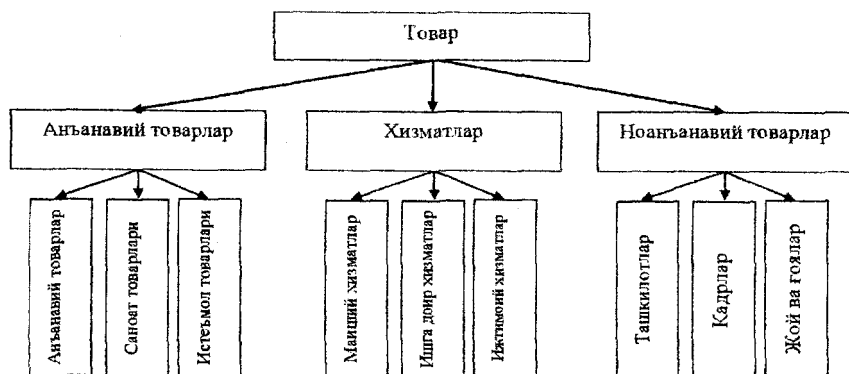 Товар
Анъанавий товарлар
Хизматлар
Ноанъанавий товарлар
Анъанавий товарлар
Саноат товарлари
Истеъмол товарлари
Маиший хизматлар
Ишга доир хизматлар
Ижтимоий хизматлар
Ташкилотлар
Кадрлар
Жой ва ғоялар